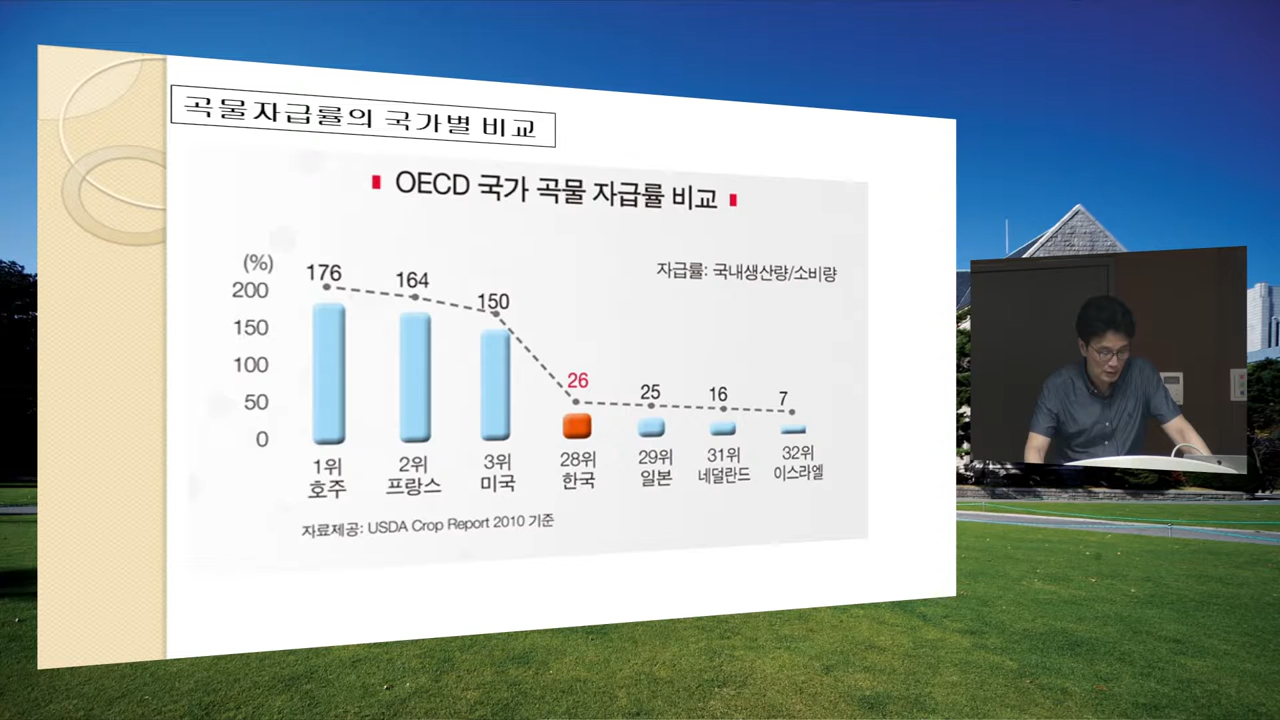 곡물자급률의 국가별 비교
OECD 국가 곡물 자급률 비교
(%)
자급률: 국내생산량/소비량
200
150
100
50
0
176
164
150
26
25
16
7
1위
호주
2위
프랑스
3위
미국
28위
한국
29위
일본
31위
네덜란드
32위
이스라엘
자료제공: USDA Crop Report 2010 기준